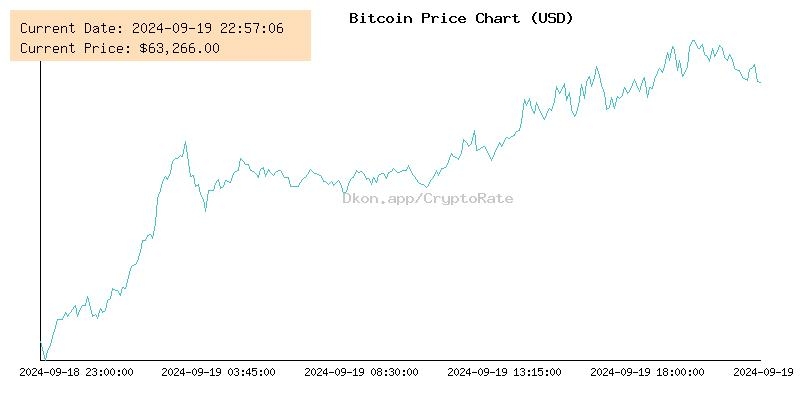 Bitcoin Price Chart (USD)
Current Date: 2024-09-19 22:57:06
Current Price: $63,266.00
Dkon.app/CryptoRate
2024-09-18 23:00:00 2024-09-19 03:45:00 2024-09-19 08:30:00 2024-09-19 13:15:00 2024-09-19 18:00:00 2024-09-19